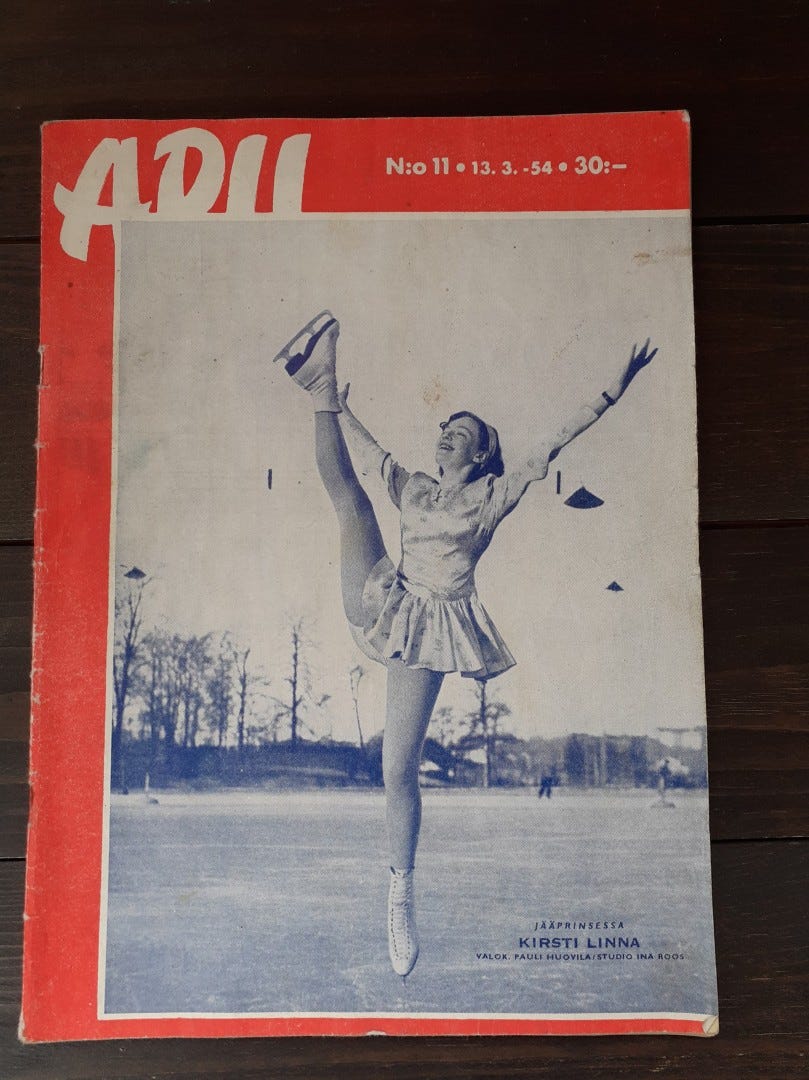 APU
N:o 11 • 13. 3. -54 • 30:–
JÄÄPRINSESSA
KIRSTI LINNA
VALOK. PAULI HUOVILA/STUDIO INA ROOS